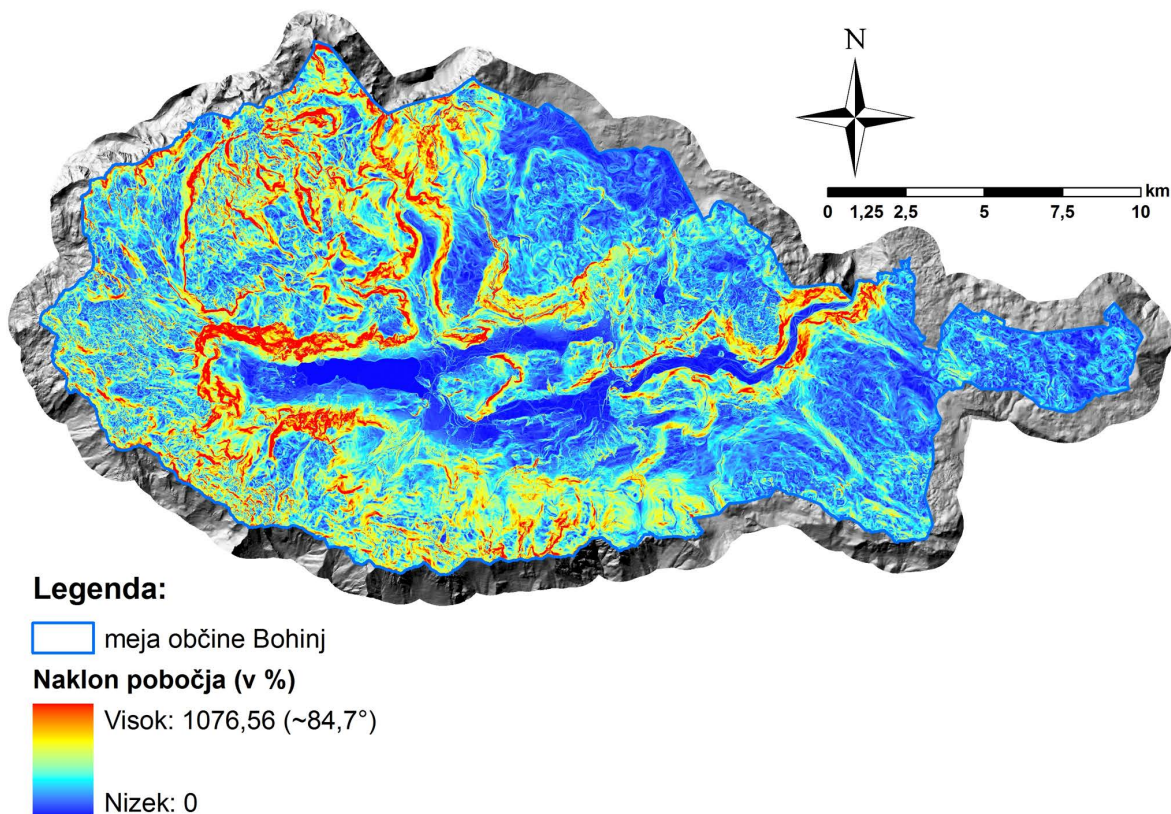 N
km
0 1,25 2,5 5 7,5 10
Legenda:
meja občine Bohinj
Naklon pobočja (v %)
Visok: 1076,56 (~84,7°)
Nizek: 0